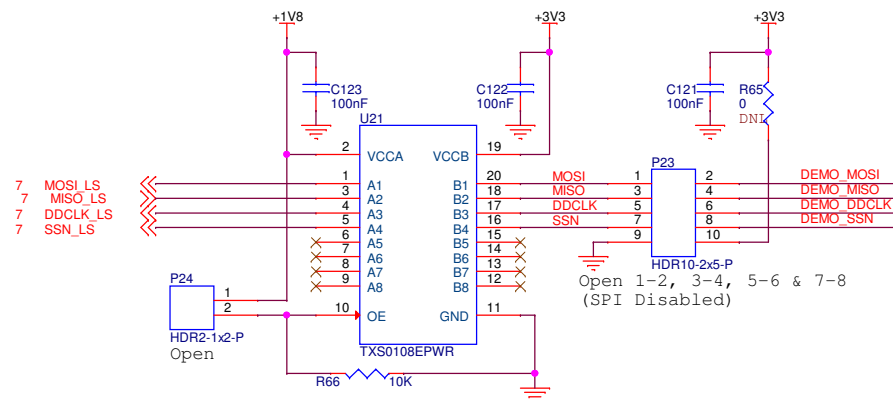 +1V8
+3V3
+3V3
C123
100nF
C122
100nF
C121
100nF
R65
0
DNI
U21
2 VCCA VCCB 19
P23
7 MOSI_LS 1 A1 B1 20 MOSI 1 2 DEMO_MOSI
7 MISO_LS 3 A2 B2 18 MISO 3 4 DEMO_MISO
7 DDCLK_LS 4 A3 B3 17 DDCLK 5 6 DEMO_DDCLK
7 SSN_LS 5 A4 B4 16 SSN 7 8 DEMO_SSN
6 A5 B5 15 9 10
7 A6 B6 14
8 A7 B7 13
9 A8 B8 12
HDR10-2x5-P
Open 1-2, 3-4, 5-6 & 7-8
(SPI Disabled)
P24
1
2
10 OE GND 11
HDR2-1x2-P
Open
TXS0108EPWR
R66 10K